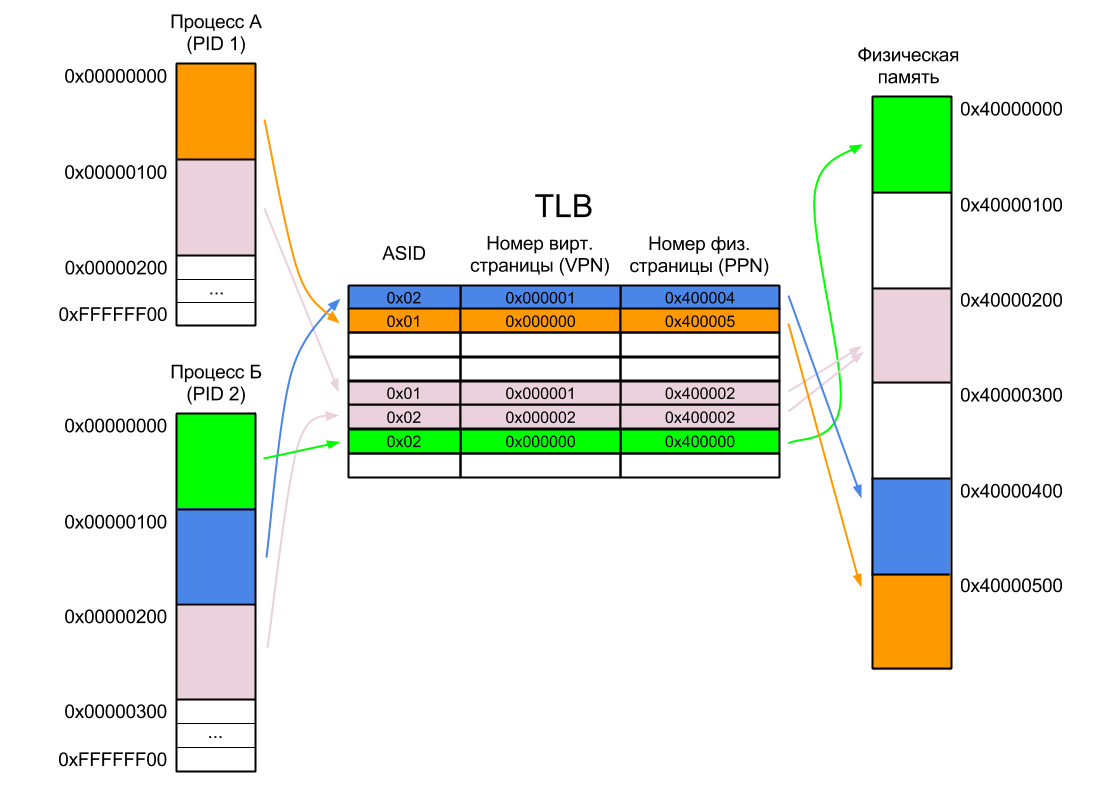 Процесс А
(PID 1)
0x00000000
0x00000100
0x00000200
...
0xFFFFFF00
Процесс Б
(PID 2)
0x00000000
0x00000100
0x00000200
0x00000300
...
0xFFFFFF00
TLB
ASID
Номер вирт.
страницы (VPN)
Номер физ.
страницы (PPN)
0x02 0x000001 0x400004
0x01 0x000000 0x400005
0x01 0x000001 0x400002
0x02 0x000002 0x400002
0x02 0x000000 0x400000
Физическая
память
0x40000000
0x40000100
0x40000200
0x40000300
0x40000400
0x40000500